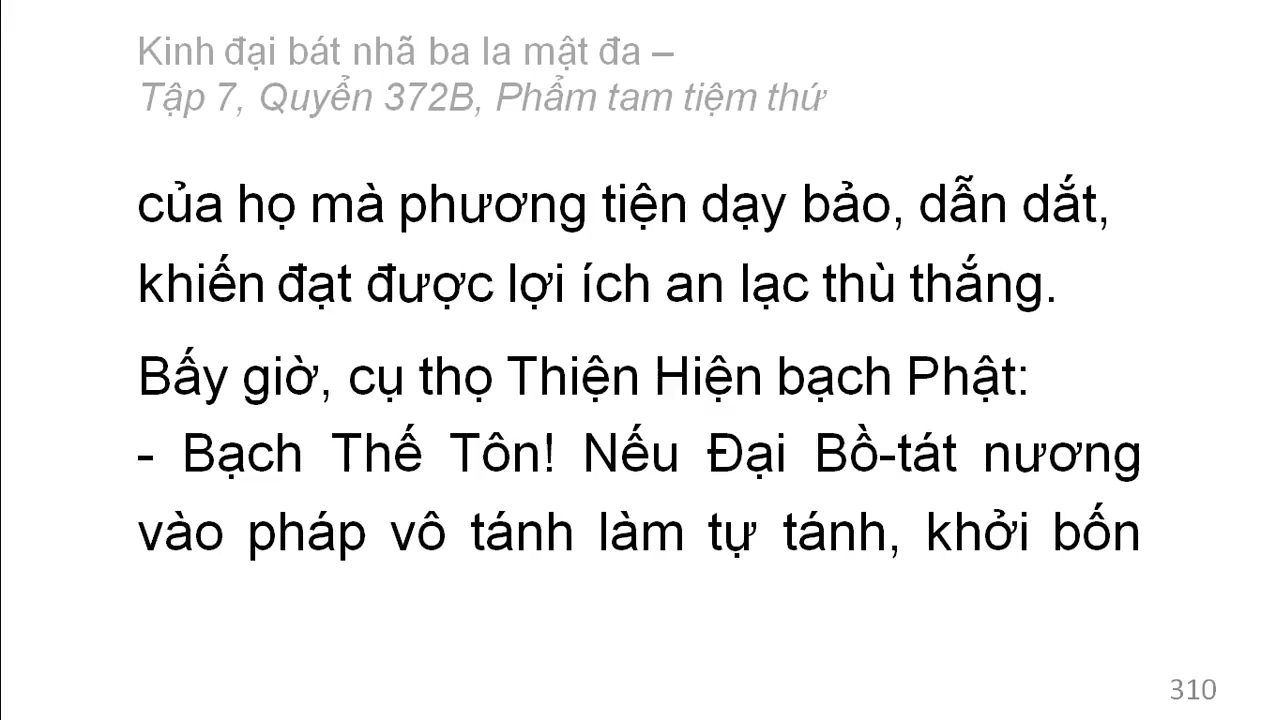 Kinh đại bát nhã ba la mật đa –
Tập 7, Quyển 372B, Phẩm tam tiệm thứ
của họ mà phương tiện dạy bảo, dẫn dắt,
khiến đạt được lợi ích an lạc thù thắng.
Bấy giờ, cụ thọ Thiện Hiện bạch Phật:
- Bạch Thế Tôn! Nếu Đại Bồ-tát nương
vào pháp vô tánh làm tự tánh, khởi bốn
310